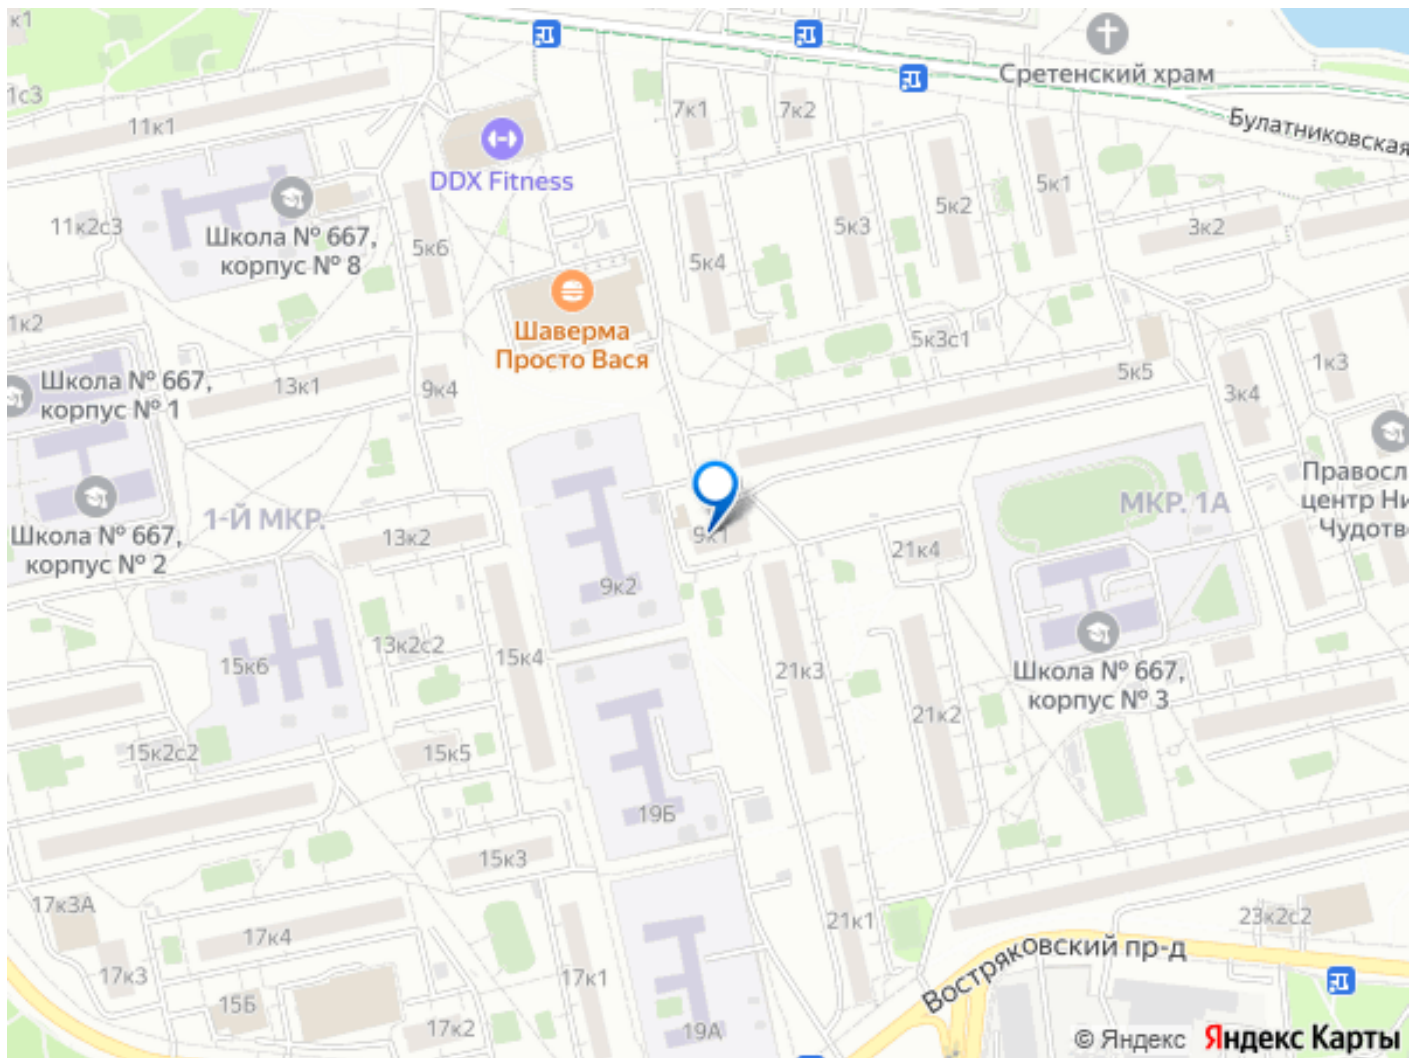 к1
Сретенский храм
1с3
7к1
7к2
11к1
Булатниковская
DDX Fitness
5к1
5к2
11к2с3
Школа № 667,
корпус № 8
5к6
5к3
3к2
5к4
1к2
Шаверма
Просто Вася
5к3с1
1к3
5к5
Школа № 667,
корпус № 1
13к1
9к4
3к4
Правосл
центр Ни
Чудотв
1-Й МКР.
МКР. 1А
Школа № 667,
корпус № 2
13к2
9к1
21к4
9к2
13к2с2
15к6
15к4
21к3
Школа № 667,
корпус № 3
21к2
15к2с2
15к5
19Б
15к3
17к3А
17к4
21к1
23к2с2
Востряковский пр-д
17к3
17к1
15Б
17к2
19А
© Яндекс Яндекс Карты